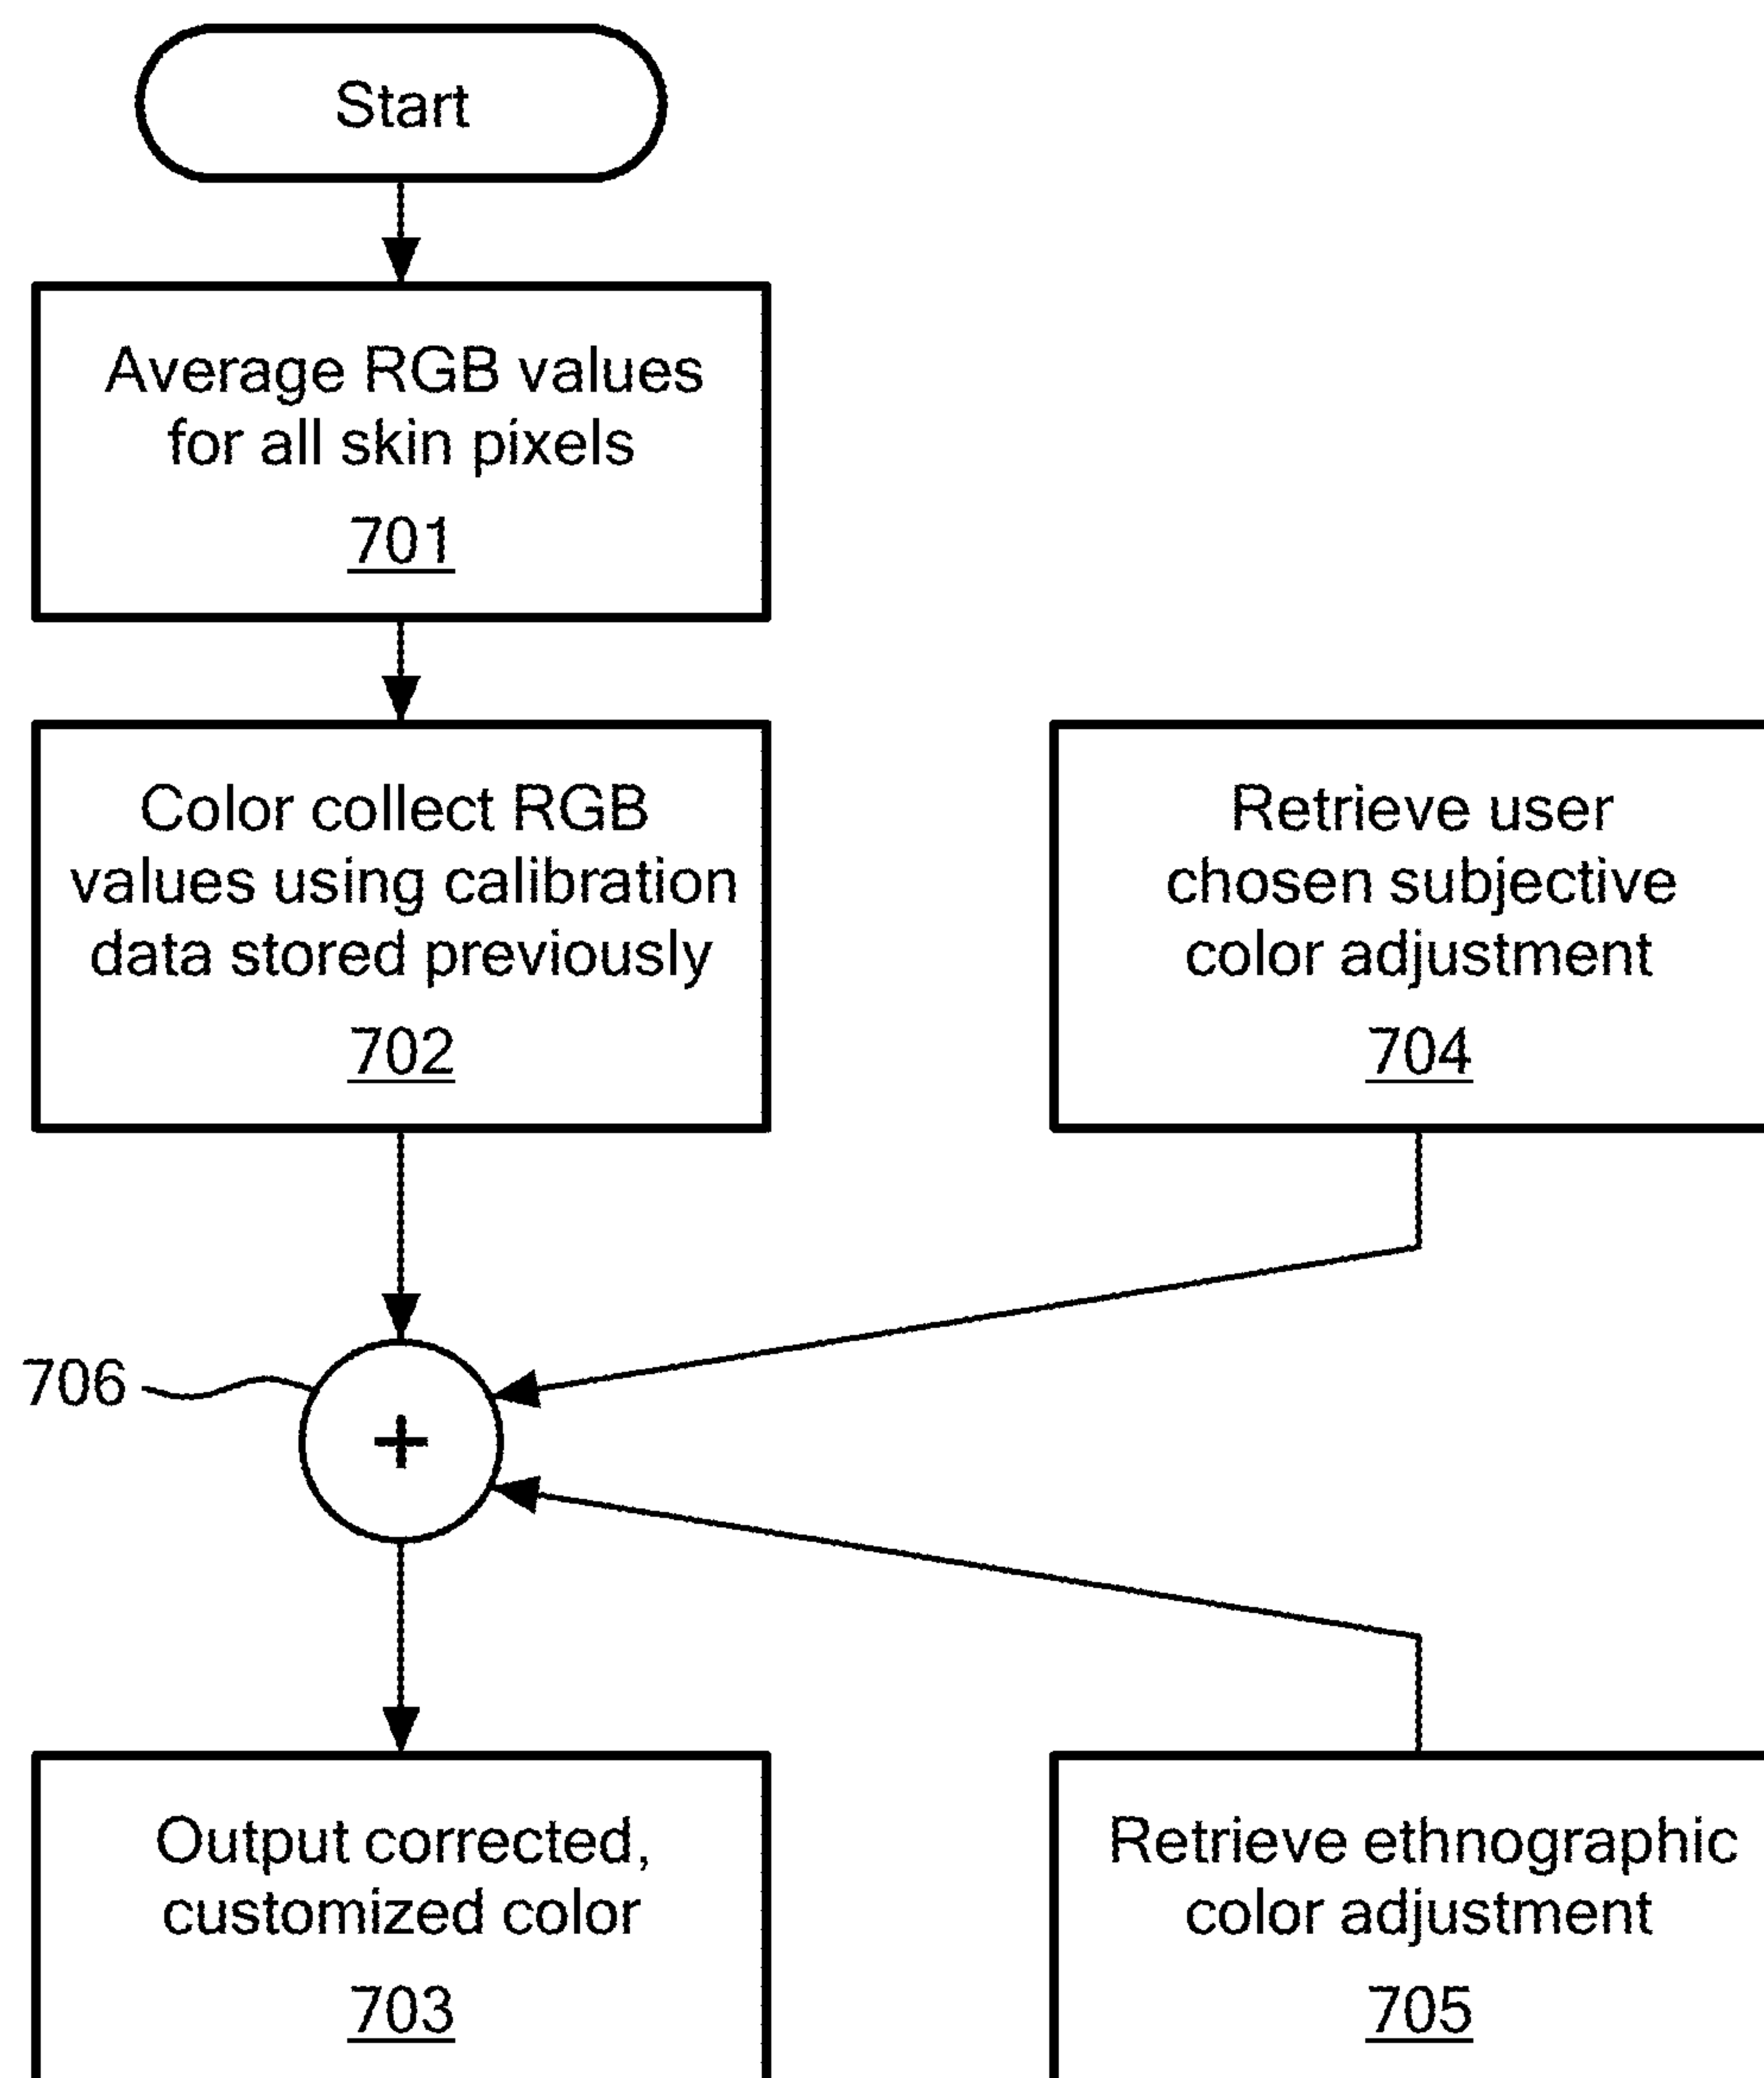 Start
Average RGB values
for all skin pixels
701
Color collect RGB
values using calibration
data stored previously
702
Retrieve user
chosen subjective
color adjustment
704
706
+
Output corrected,
customized color
703
Retrieve ethnographic
color adjustment
705